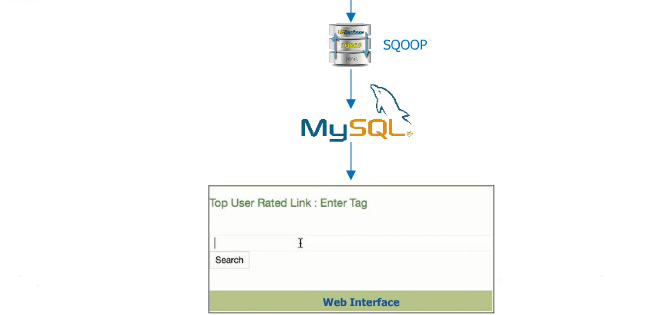 SQOOP
MySQL
Top User Rated Link : Enter Tag
Search
Web Interface